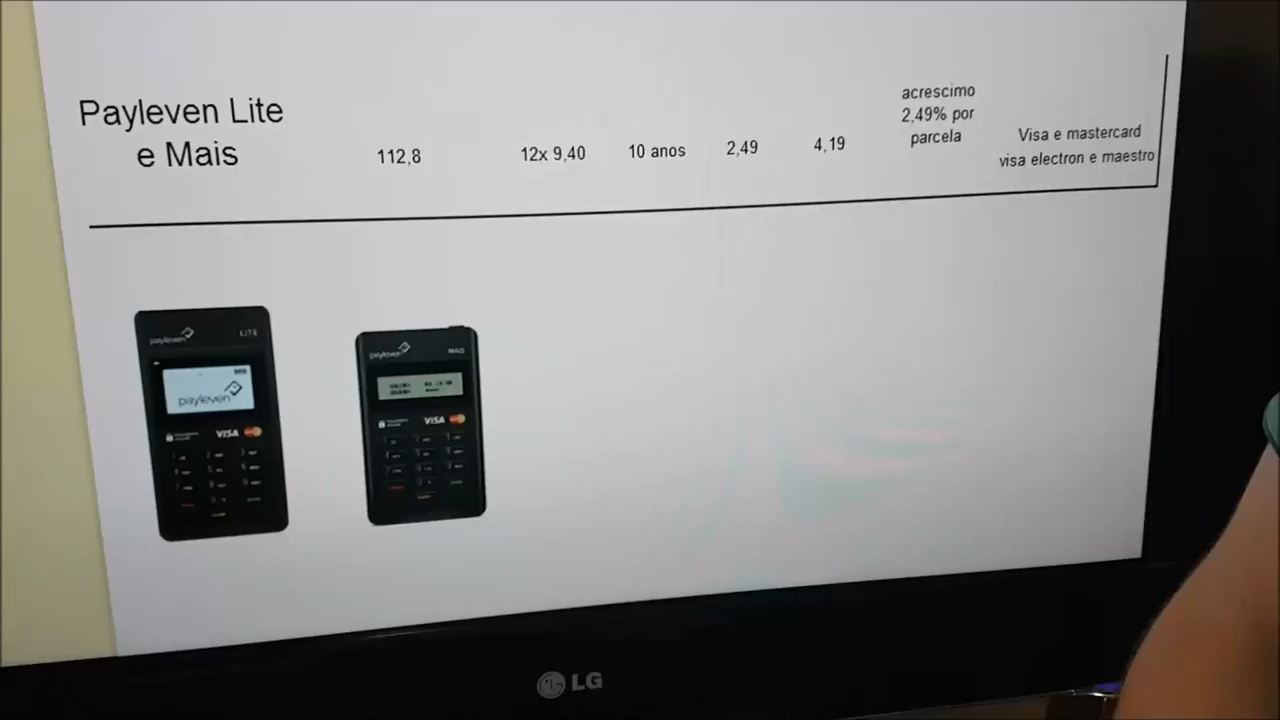 Payleven Lite
e Mais
112,8
12x 9,40
10 anos
2,49
4,19
acrescimo
2,49% por
parcela
Visa e mastercard
visa electron e maestro
payleven
LITE
payleven
VISA
payleven
MAIS
VISA
LG